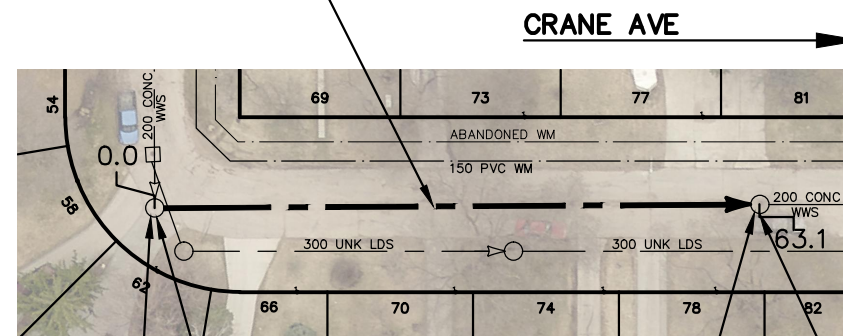 CRANE AVE
54
200 CONC
WWS
69
73
77
81
ABANDONED WM
0.0
150 PVC WM
58
200 CONC
WWS
63.1
300 UNK LDS
300 UNK LDS
62
66
70
74
78
82